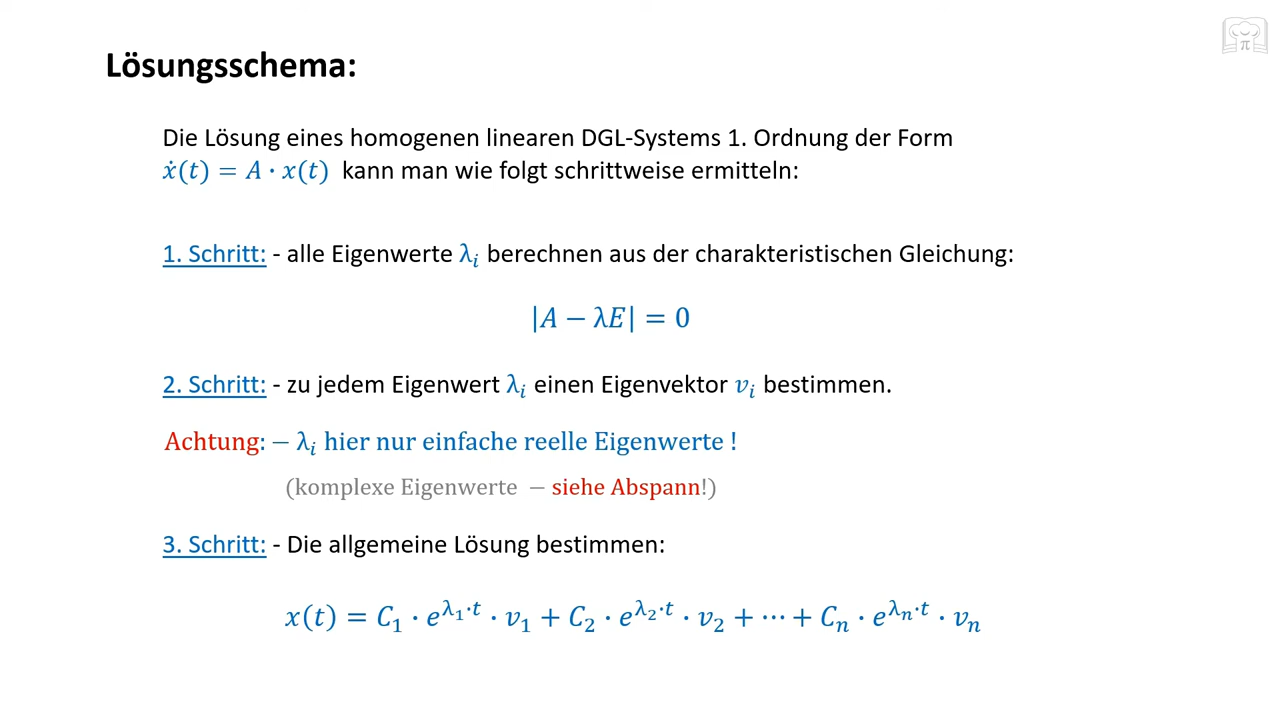 Lösungsschema:
Die Lösung eines homogenen linearen DGL-Systems 1. Ordnung der Form
ẋ(t) = A · x(t) kann man wie folgt schrittweise ermitteln:
1. Schritt: - alle Eigenwerte λᵢ berechnen aus der charakteristischen Gleichung:
|A − λE| = 0
2. Schritt: - zu jedem Eigenwert λᵢ einen Eigenvektor vᵢ bestimmen.
Achtung: − λᵢ hier nur einfache reelle Eigenwerte !
(komplexe Eigenwerte − siehe Abspann!)
3. Schritt: - Die allgemeine Lösung bestimmen:
x(t) = C₁ · e^{λ₁·t} · v₁ + C₂ · e^{λ₂·t} · v₂ + ⋯ + Cₙ · e^{λₙ·t} · vₙ
π